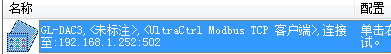 名称 配置
GL-DAC3,<未标注>,<UltraCtrl Modbus TCP 客户端>,连接 单击右
至:192.168.1.252:502 试。